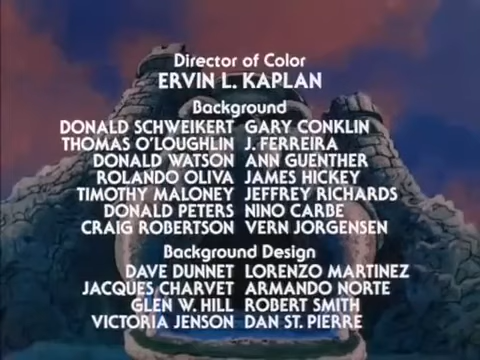 Director of Color
ERVIN L. KAPLAN
Background
DONALD SCHWEIKERT GARY CONKLIN
THOMAS O'LOUGHLIN J. FERREIRA
DONALD WATSON ANN GUENTHER
ROLANDO OLIVA JAMES HICKEY
TIMOTHY MALONEY JEFFREY RICHARDS
DONALD PETERS NINO CARBE
CRAIG ROBERTSON VERN JORGENSEN
Background Design
DAVE DUNNET LORENZO MARTINEZ
JACQUES CHARVET ARMANDO NORTE
GLEN W. HILL ROBERT SMITH
VICTORIA JENSON DAN ST. PIERRE